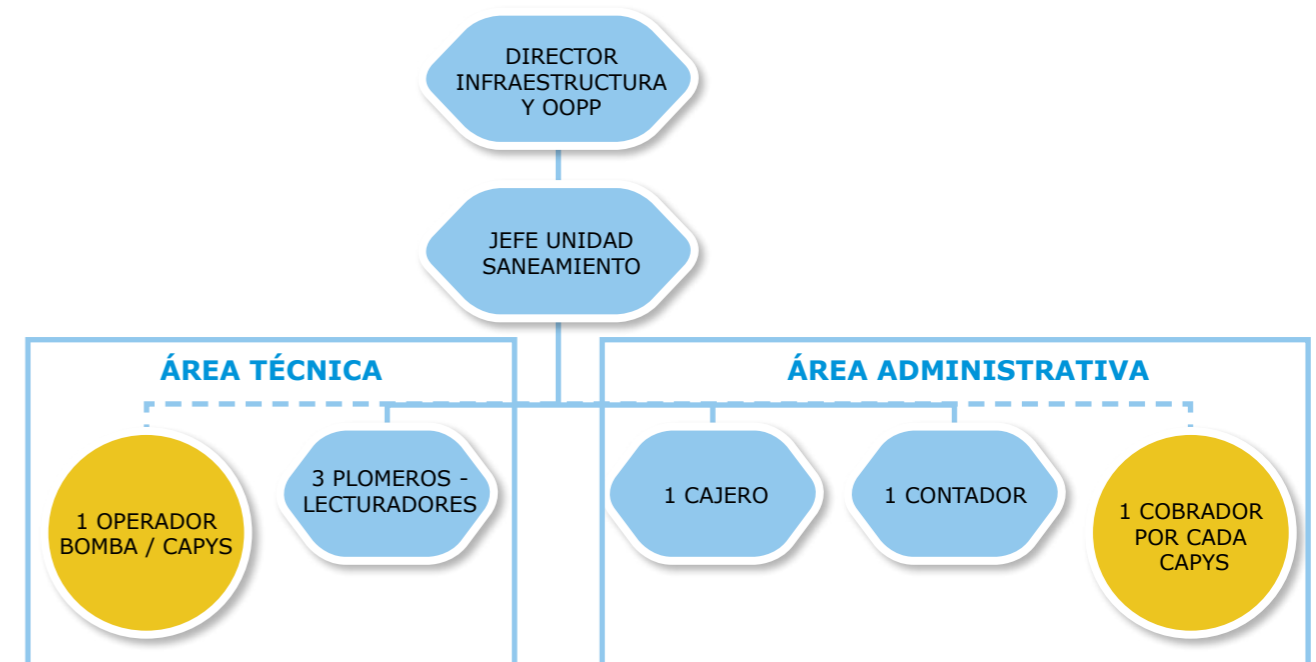 DIRECTOR
INFRAESTRUCTURA
Y OOPP
JEFE UNIDAD
SANEAMIENTO
ÁREA TÉCNICA
1 OPERADOR
BOMBA / CAPYS
3 PLOMEROS -
LECTURADORES
ÁREA ADMINISTRATIVA
1 CAJERO
1 CONTADOR
1 COBRADOR
POR CADA
CAPYS